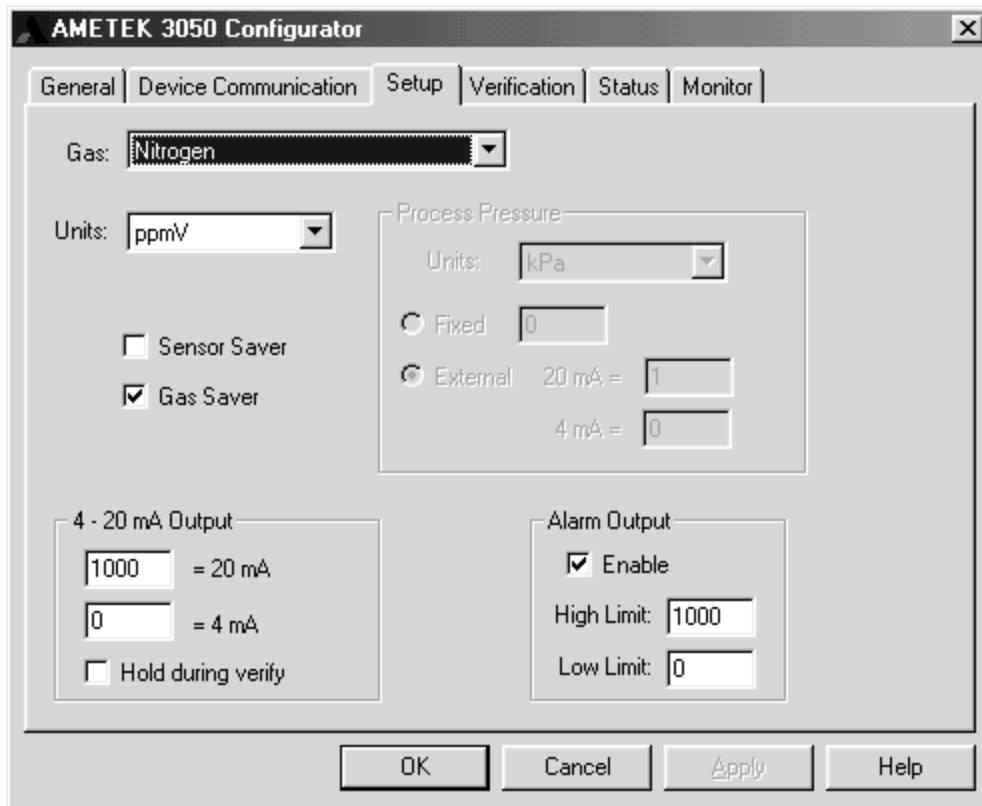 AMETEK 3050 Configurator
General Device Communication Setup Verification Status Monitor
Gas: Nitrogen
Units: ppmV
Process Pressure
Units: kPa
Fixed 0
External 20 mA = 1
4 mA = 0
Sensor Saver
Gas Saver
4 - 20 mA Output
1000 = 20 mA
0 = 4 mA
Hold during verify
Alarm Output
Enable
High Limit: 1000
Low Limit: 0
OK Cancel Apply Help